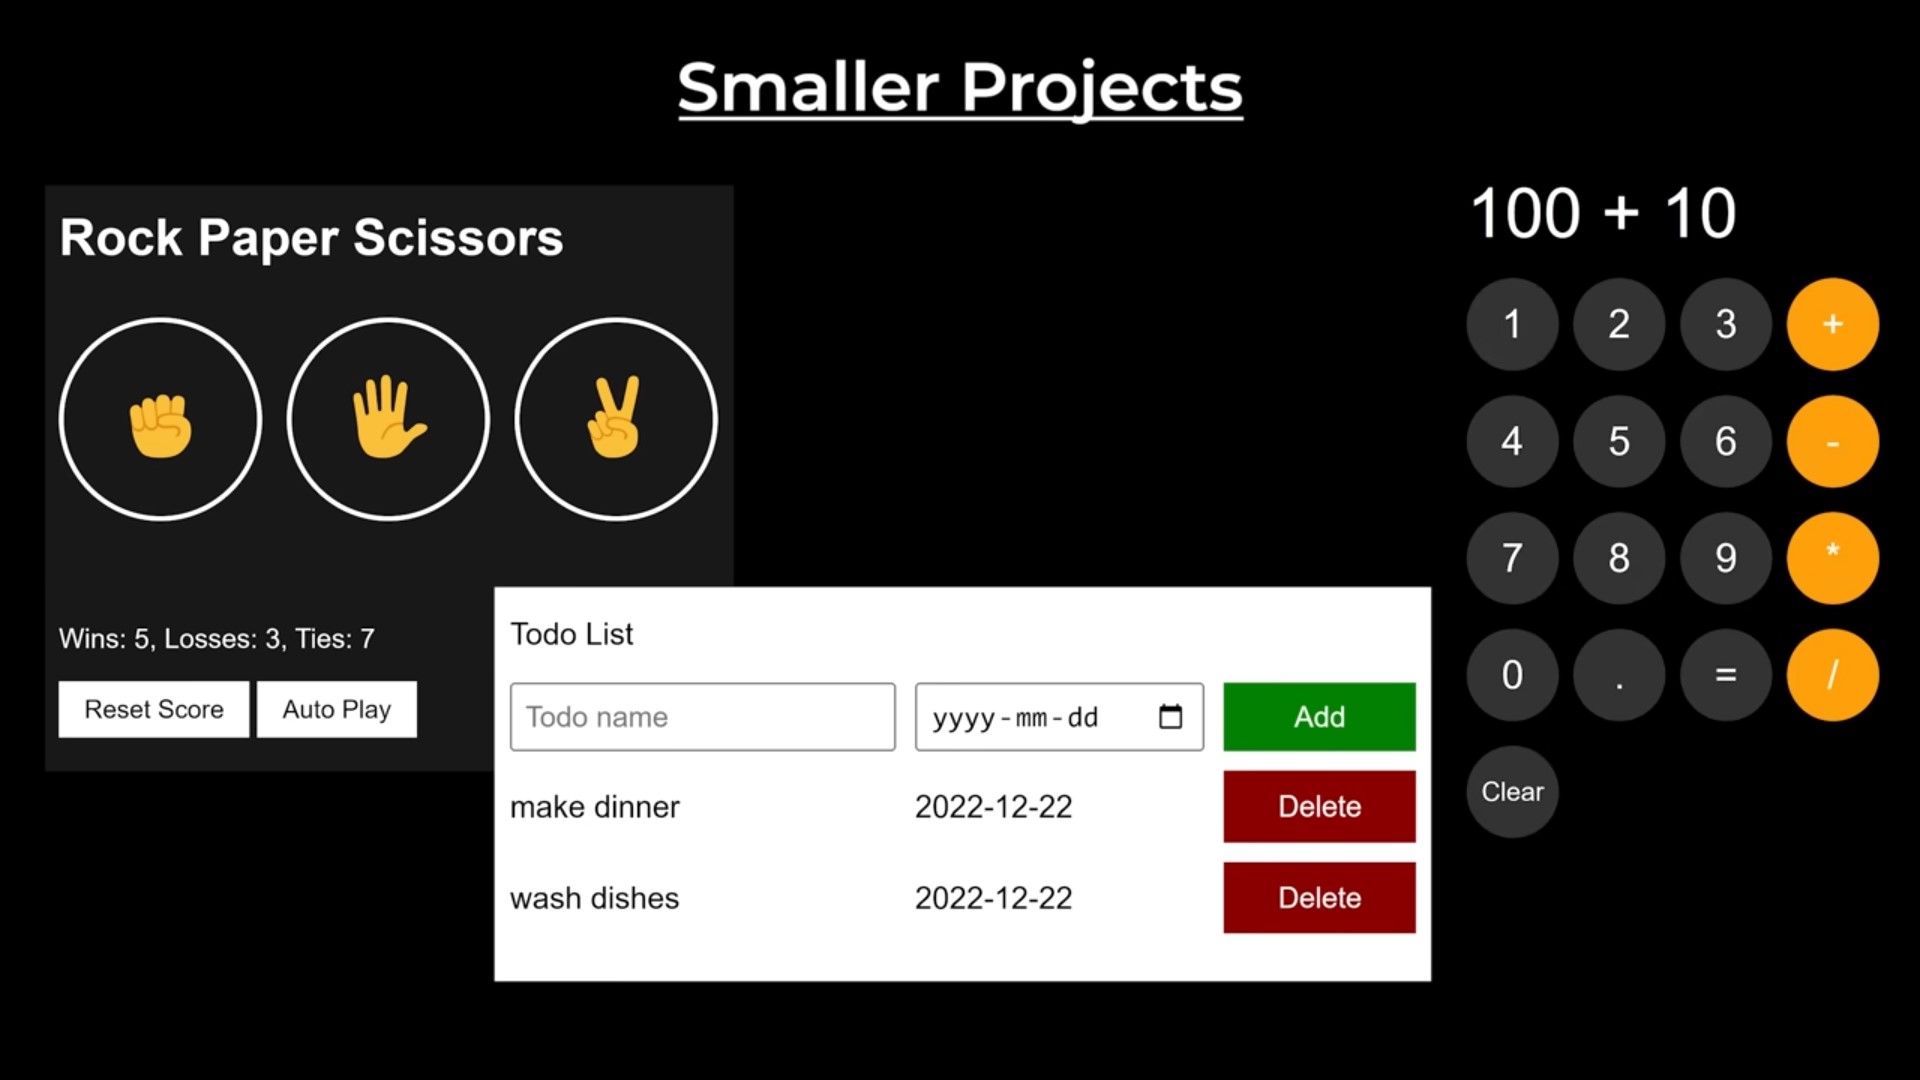 Smaller Projects
Rock Paper Scissors
Wins: 5, Losses: 3, Ties: 7
Reset Score Auto Play
Todo List
Todo name yyyy-mm-dd Add
make dinner 2022-12-22 Delete
wash dishes 2022-12-22 Delete
100 + 10
1 2 3 +
4 5 6 -
7 8 9 *
0 . = /
Clear